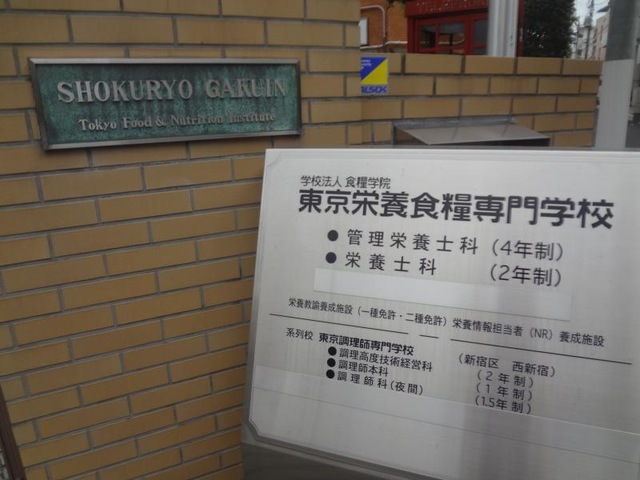 SHOKURYO GAKUIN
Tokyo Food & Nutrition Institute
学校法人 食糧学院
東京栄養食糧専門学校
● 管理栄養士科 (4年制)
● 栄養士科 (2年制)
栄養教諭養成施設 (一種免許・二種免許) 栄養情報担当者 (NR) 養成施設
系列校 東京調理師専門学校 (新宿区 西新宿)
● 調理高度技術経営科 (2年制)
● 調理師本科 (1年制)
● 調理師科(夜間) (1.5年制)